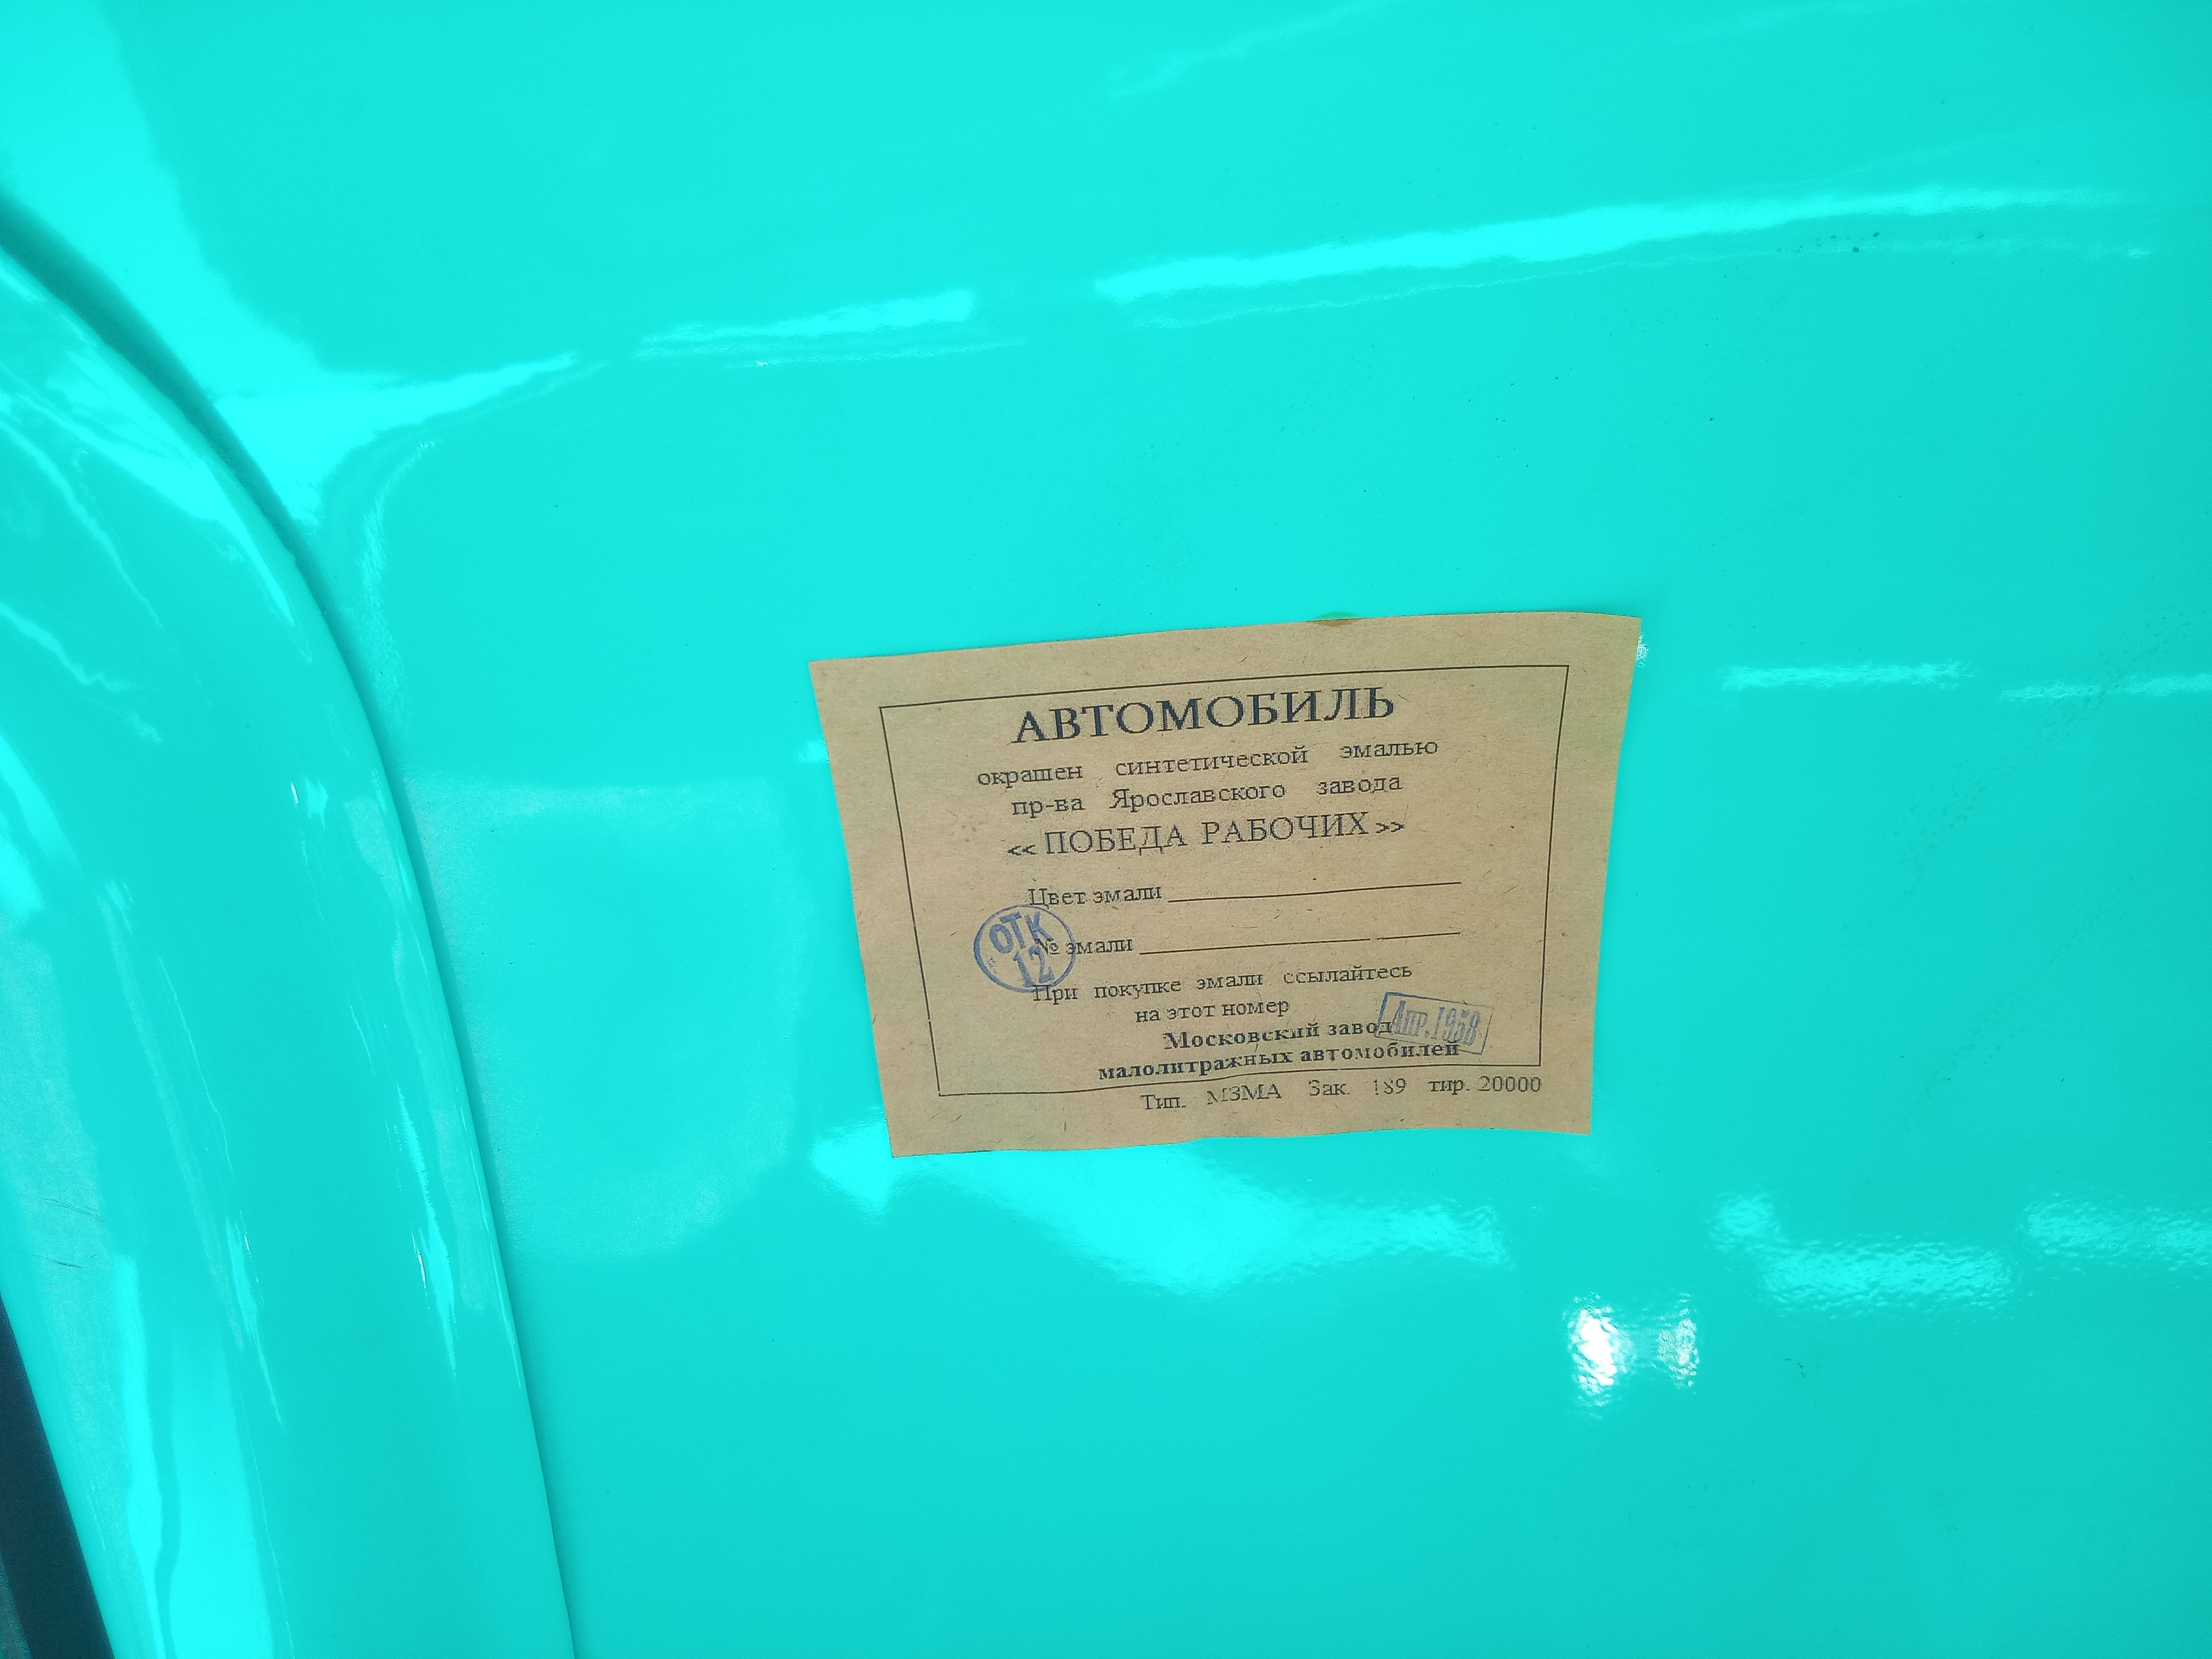 АВТОМОБИЛЬ
окрашен синтетической эмалью
пр-ва Ярославского завода
<< ПОБЕДА РАБОЧИХ >>
Цвет эмали
№ эмали
ОТК
12
При покупке эмали ссылайтесь
на этот номер
Московский завод
малолитражных автомобилей
Апр.1958
Тип. МЗМА Зак. 189 тир. 20000